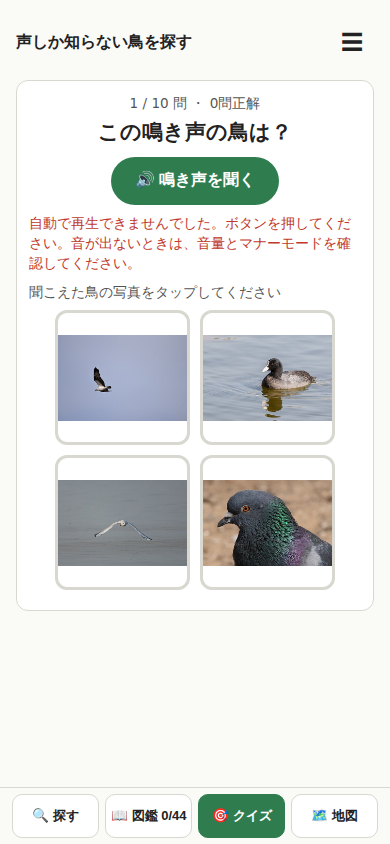 声しか知らない鳥を探す
☰
1 / 10 問 ・ 0問正解
この鳴き声の鳥は？
🔊 鳴き声を聞く
自動で再生できませんでした。ボタンを押してくだ
さい。音が出ないときは、音量とマナーモードを確
認してください。
聞こえた鳥の写真をタップしてください
🔍 探す
📖 図鑑 0/44
🎯 クイズ
🗺️ 地図